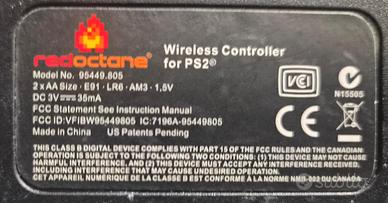 redoctane®
Wireless Controller
for PS2®
Model No. 95449.805
2 x AA Size • E91 • LR6 • AM3 • 1.5V
DC 3V 35mA
FCC Statement See Instruction Manual
FCC ID:VFIBW95449805 IC:7196A-95449805
Made in China US Patents Pending
VCI
N15505
CE
THIS CLASS B DIGITAL DEVICE COMPLIES WITH PART 15 OF THE FCC RULES AND THE CANADIAN
OPERATION IS SUBJECT TO THE FOLLOWING TWO CONDITIONS: (1) THIS DEVICE MAY NOT CAUSE
HARMFUL INTERFERENCE, AND (2) THIS DEVICE MUST ACCEPT ANY INTERFERENCE RECEIVED,
INCLUDING INTERFERENCE THAT MAY CAUSE UNDESIRED OPERATION.
CET APPAREIL NUMERIQUE DE LA CLASSE B EST CONFORME A LA NORME NMB-002 DU CANADA